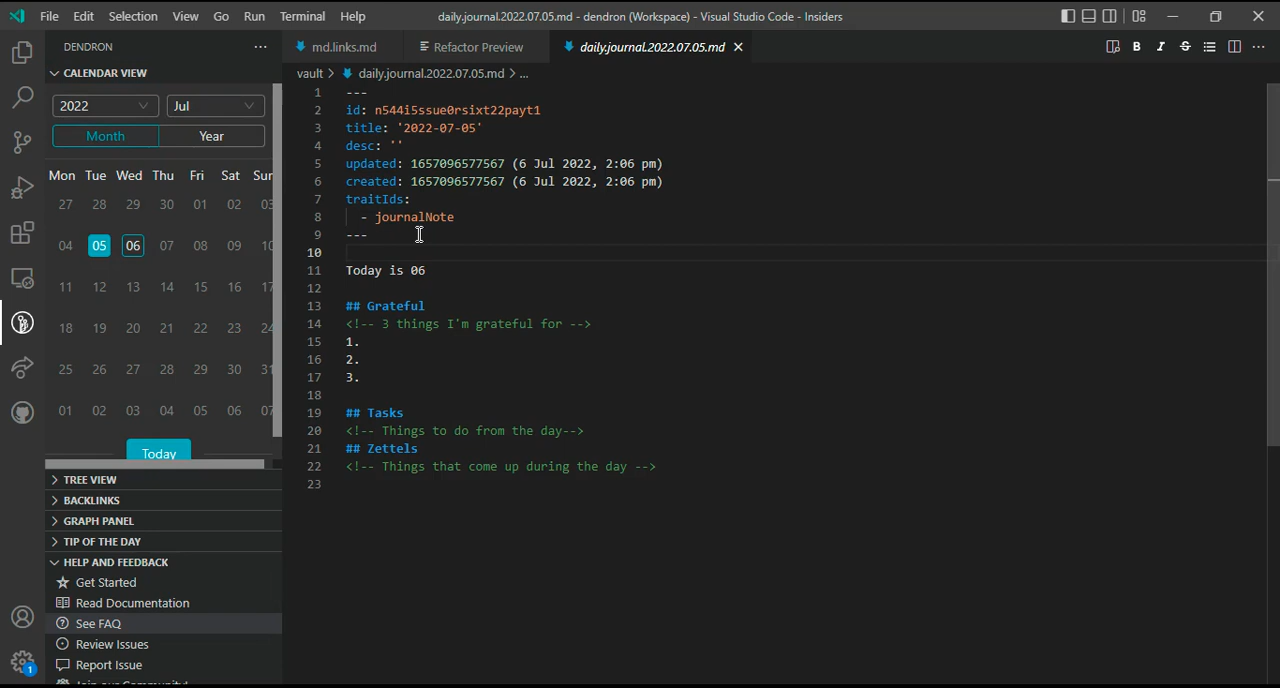 File Edit Selection View Go Run Terminal Help daily.journal.2022.07.05.md - dendron (Workspace) - Visual Studio Code - Insiders
DENDRON ...
md.links.md Refactor Preview daily.journal.2022.07.05.md
CALENDAR VIEW
vault > daily.journal.2022.07.05.md > ...
2022 Jul
Month Year
Mon Tue Wed Thu Fri Sat Sun
27 28 29 30 01 02 03
04 05 06 07 08 09 10
11 12 13 14 15 16 17
18 19 20 21 22 23 24
25 26 27 28 29 30 31
01 02 03 04 05 06 07
Today
TREE VIEW
BACKLINKS
GRAPH PANEL
TIP OF THE DAY
HELP AND FEEDBACK
Get Started
Read Documentation
See FAQ
Review Issues
Report Issue
Join our Community!
1
1 ---
2 id: n544i5ssue0rsixt22payt1
3 title: '2022-07-05'
4 desc: ''
5 updated: 1657096577567 (6 Jul 2022, 2:06 pm)
6 created: 1657096577567 (6 Jul 2022, 2:06 pm)
7 traitIds:
8 - journalNote
9 ---
10
11 Today is 06
12
13 ## Grateful
14 <!-- 3 things I'm grateful for -->
15 1.
16 2.
17 3.
18
19 ## Tasks
20 <!-- Things to do from the day-->
21 ## Zettels
22 <!-- Things that come up during the day -->
23